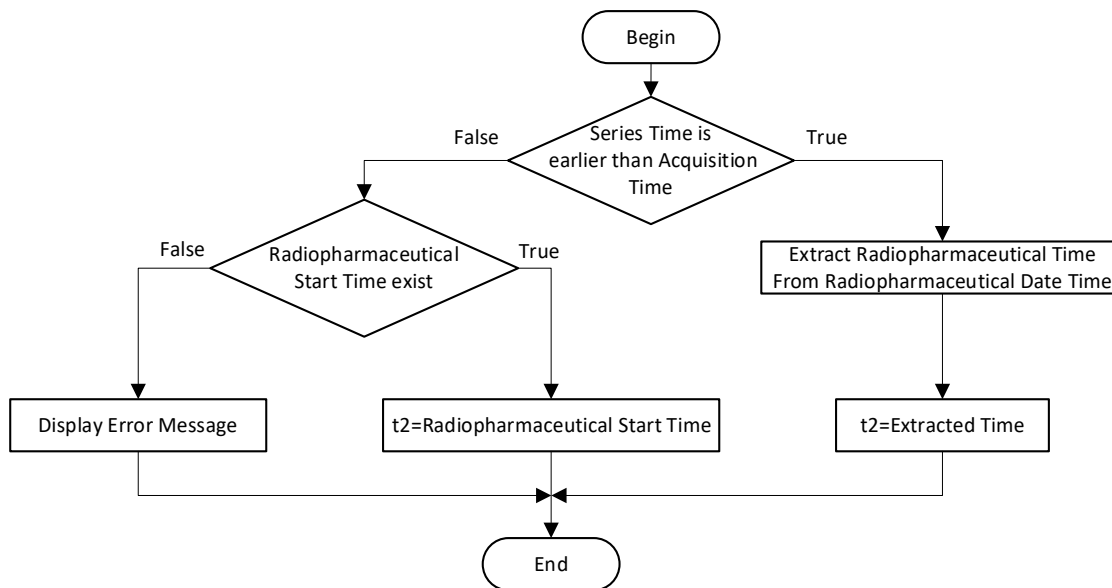 Begin
Series Time is
earlier than Acquisition
Time
False
True
Radiopharmaceutical
Start Time exist
False
True
Extract Radiopharmaceutical Time
From Radiopharmaceutical Date Time
Display Error Message
t2=Radiopharmaceutical Start Time
t2=Extracted Time
End